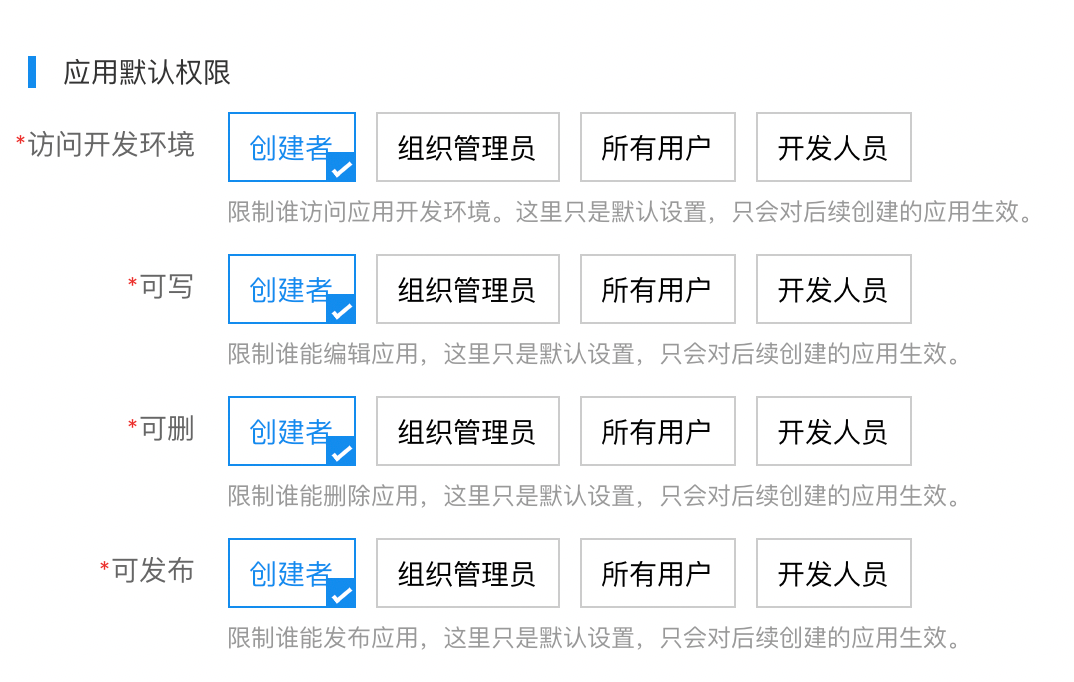 应用默认权限
*访问开发环境 创建者 组织管理员 所有用户 开发人员
限制谁访问应用开发环境。这里只是默认设置，只会对后续创建的应用生效。
*可写 创建者 组织管理员 所有用户 开发人员
限制谁能编辑应用，这里只是默认设置，只会对后续创建的应用生效。
*可删 创建者 组织管理员 所有用户 开发人员
限制谁能删除应用，这里只是默认设置，只会对后续创建的应用生效。
*可发布 创建者 组织管理员 所有用户 开发人员
限制谁能发布应用，这里只是默认设置，只会对后续创建的应用生效。